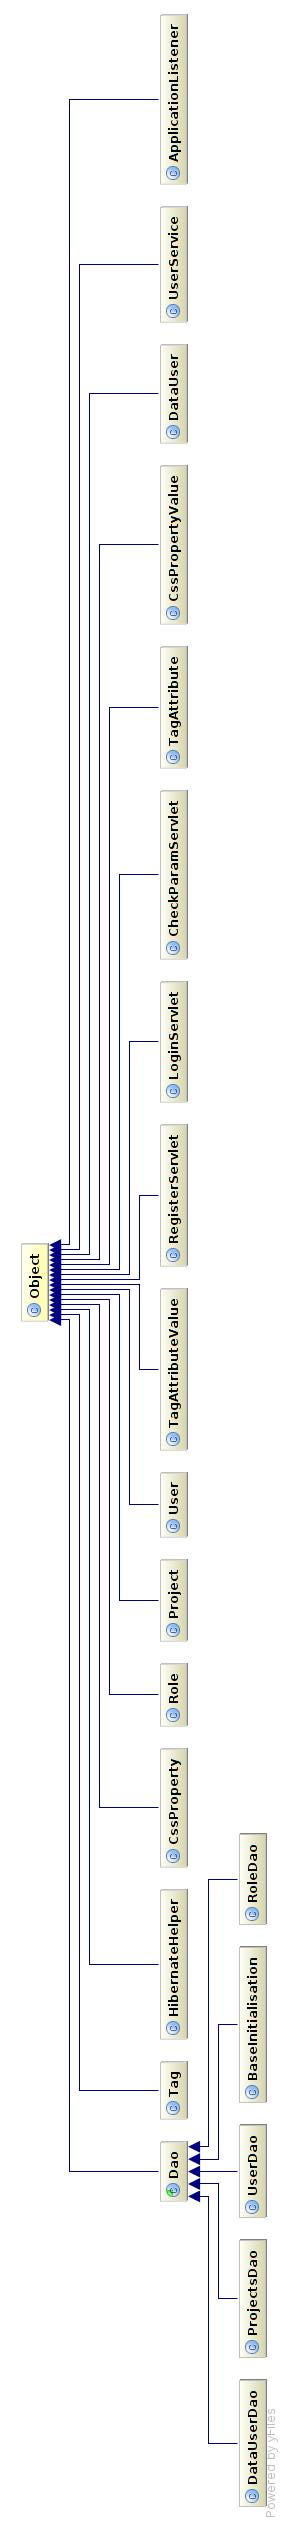 Object
Dao
Tag
HibernateHelper
CssProperty
Role
Project
User
TagAttributeValue
RegisterServlet
LoginServlet
CheckParamServlet
TagAttribute
CssPropertyValue
DataUser
UserService
ApplicationListener
DataUserDao
ProjectsDao
UserDao
BaseInitialisation
RoleDao
Powered by yFiles